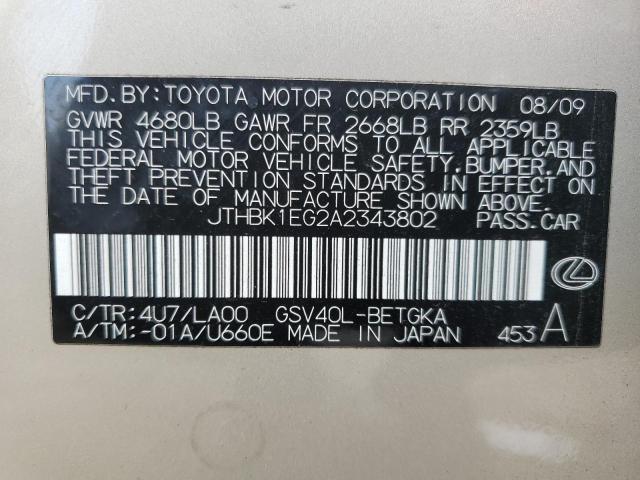 MFD. BY: TOYOTA MOTOR CORPORATION 08/09
GVWR 4680LB GAWR FR 2668LB RR 2359LB
THIS VEHICLE CONFORMS TO ALL APPLICABLE
FEDERAL MOTOR VEHICLE SAFETY, BUMPER, AND
THEFT PREVENTION STANDARDS IN EFFECT ON
THE DATE OF MANUFACTURE SHOWN ABOVE.
JTHBK1EG2A2343802 PASS. CAR
C/TR: 4U7/LA00 GSV40L-BETGKA
A/TM: -01A/U660E MADE IN JAPAN 453 A